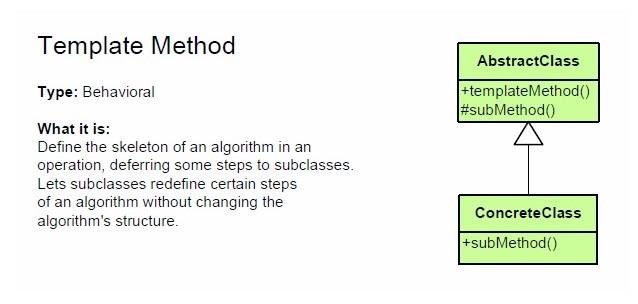 Template Method
Type: Behavioral
What it is:
Define the skeleton of an algorithm in an
operation, deferring some steps to subclasses.
Lets subclasses redefine certain steps
of an algorithm without changing the
algorithm's structure.
AbstractClass
+templateMethod()
#subMethod()
ConcreteClass
+subMethod()